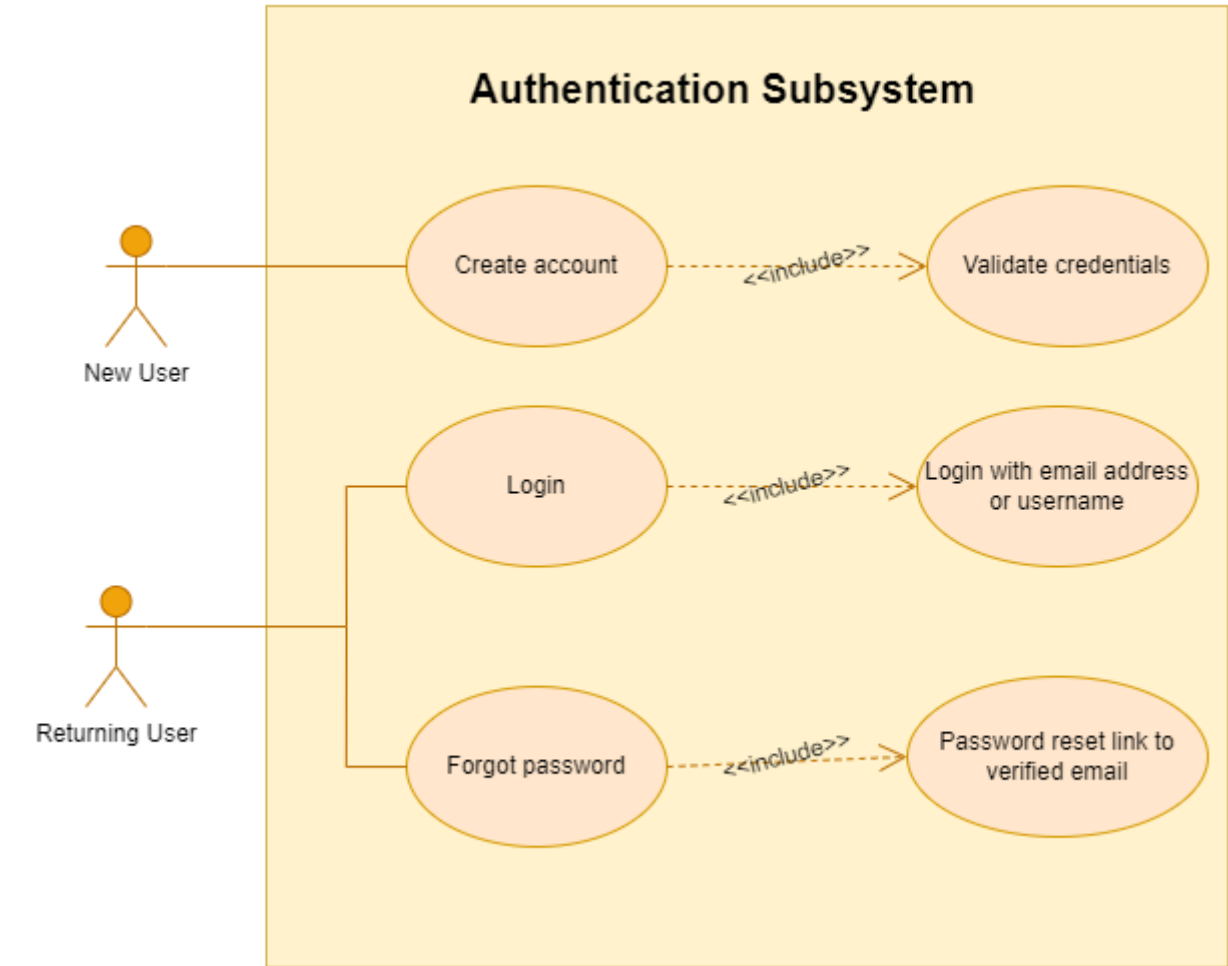 Authentication Subsystem
Create account
<<include>>
Validate credentials
New User
Login
<<include>>
Login with email address
or username
Returning User
Forgot password
<<include>>
Password reset link to
verified email